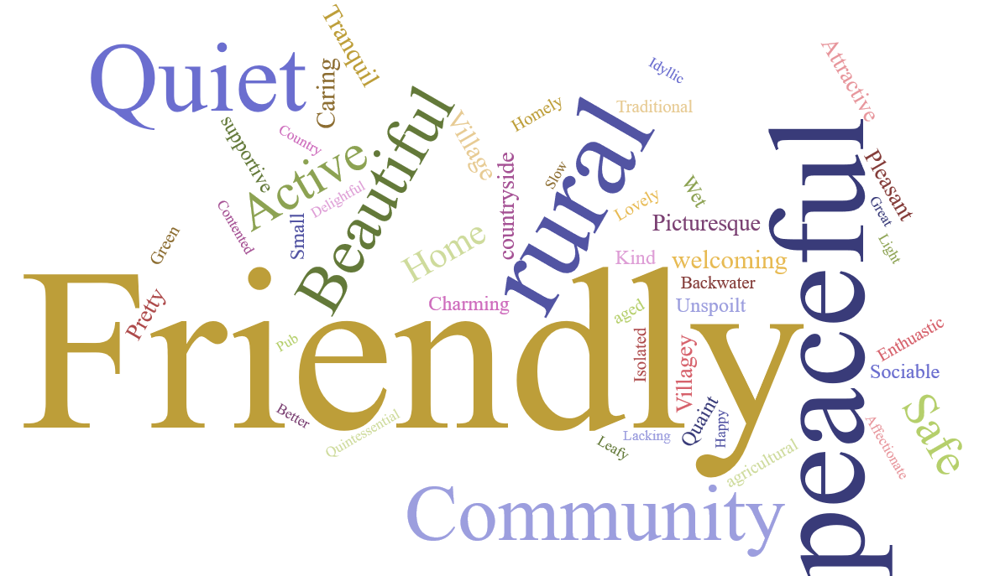 Tranquil
Quiet
Caring
Attractive
Idyllic
Beautiful
Homely
Traditional
rural
Village
supportive
Country
Active
peaceful
Pleasant
countryside
Slow
Wet
Delightful
Lovely
Great
Contented
Small
Picturesque
Green
Home
Kind
welcoming
Light
Friendly
Backwater
Charming
Unspoilt
Pretty
aged
Pub
Isolated
Villagey
Enthuastic
Sociable
Safe
Better
Quintessential
Quaint
Happy
Lacking
Leafy
agricultural
Affectionate
Community